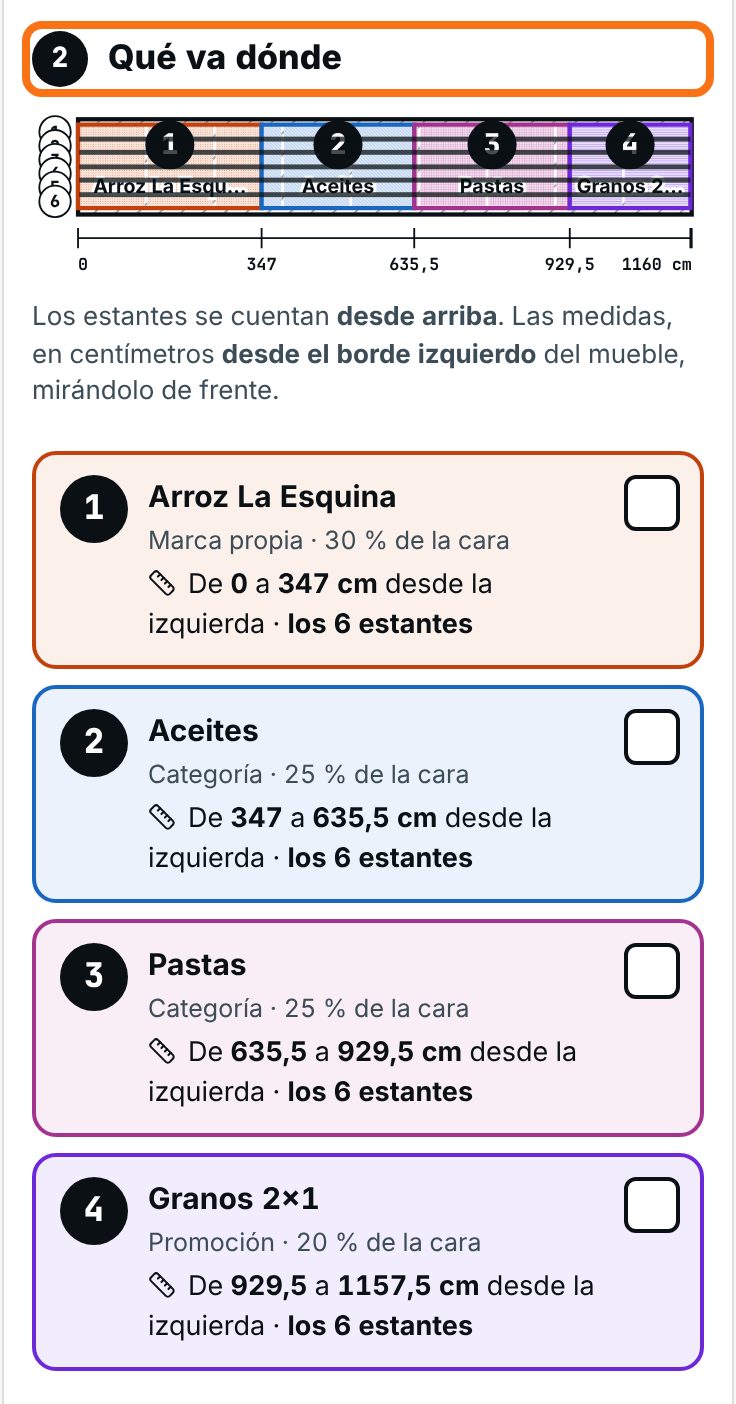 2 Qué va dónde
1 2 3 4
Arroz La Esqu... Aceites Pastas Granos 2...
6
0 347 635,5 929,5 1160 cm
Los estantes se cuentan desde arriba. Las medidas,
en centímetros desde el borde izquierdo del mueble,
mirándolo de frente.
1 Arroz La Esquina
Marca propia · 30 % de la cara
De 0 a 347 cm desde la
izquierda · los 6 estantes
2 Aceites
Categoría · 25 % de la cara
De 347 a 635,5 cm desde la
izquierda · los 6 estantes
3 Pastas
Categoría · 25 % de la cara
De 635,5 a 929,5 cm desde la
izquierda · los 6 estantes
4 Granos 2×1
Promoción · 20 % de la cara
De 929,5 a 1157,5 cm desde la
izquierda · los 6 estantes